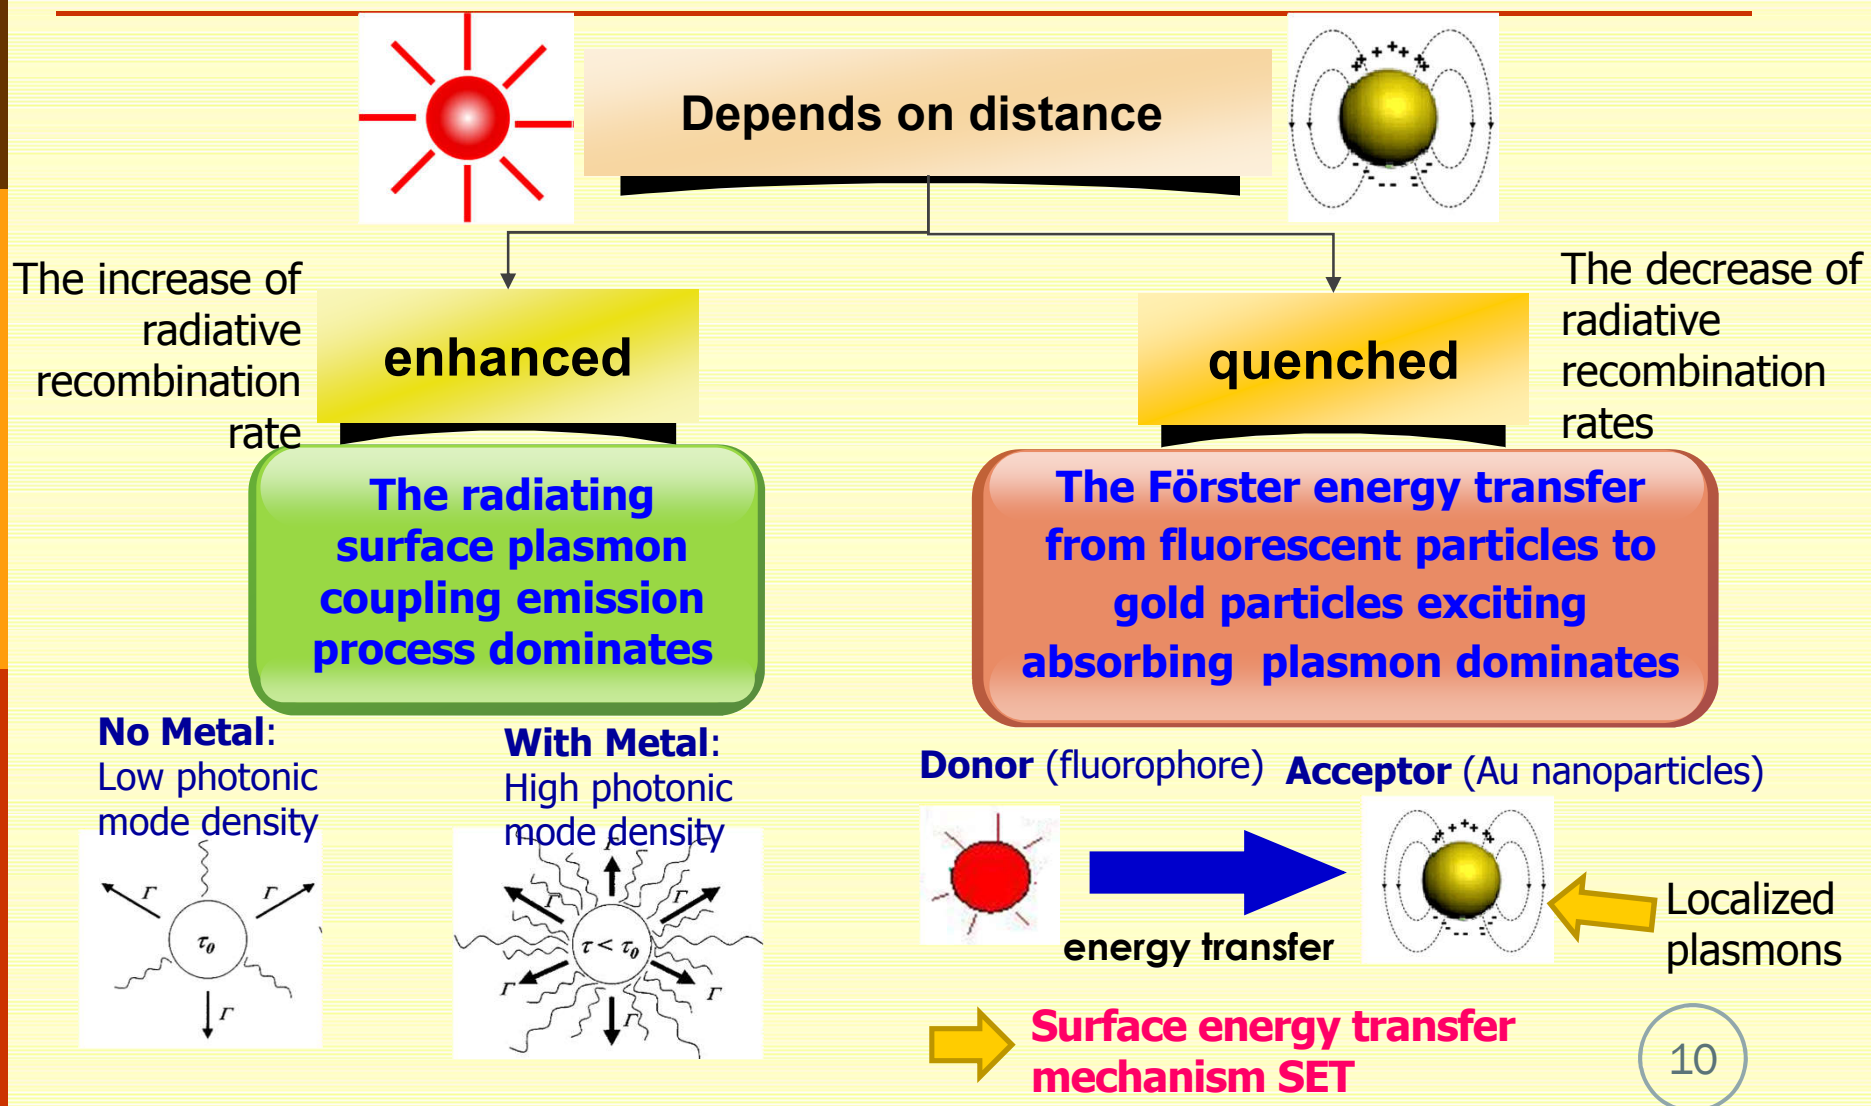 Depends on distance
The increase of
radiative
recombination
rate
enhanced
quenched
The decrease of
radiative
recombination
rates
The radiating
surface plasmon
coupling emission
process dominates
The Förster energy transfer
from fluorescent particles to
gold particles exciting
absorbing plasmon dominates
No Metal:
Low photonic
mode density
Γ
Γ
τ₀
Γ
With Metal:
High photonic
mode density
Γ
Γ
Γ
τ < τ₀
Γ
Γ
Γ
Donor (fluorophore)
Acceptor (Au nanoparticles)
energy transfer
Localized
plasmons
Surface energy transfer
mechanism SET
10